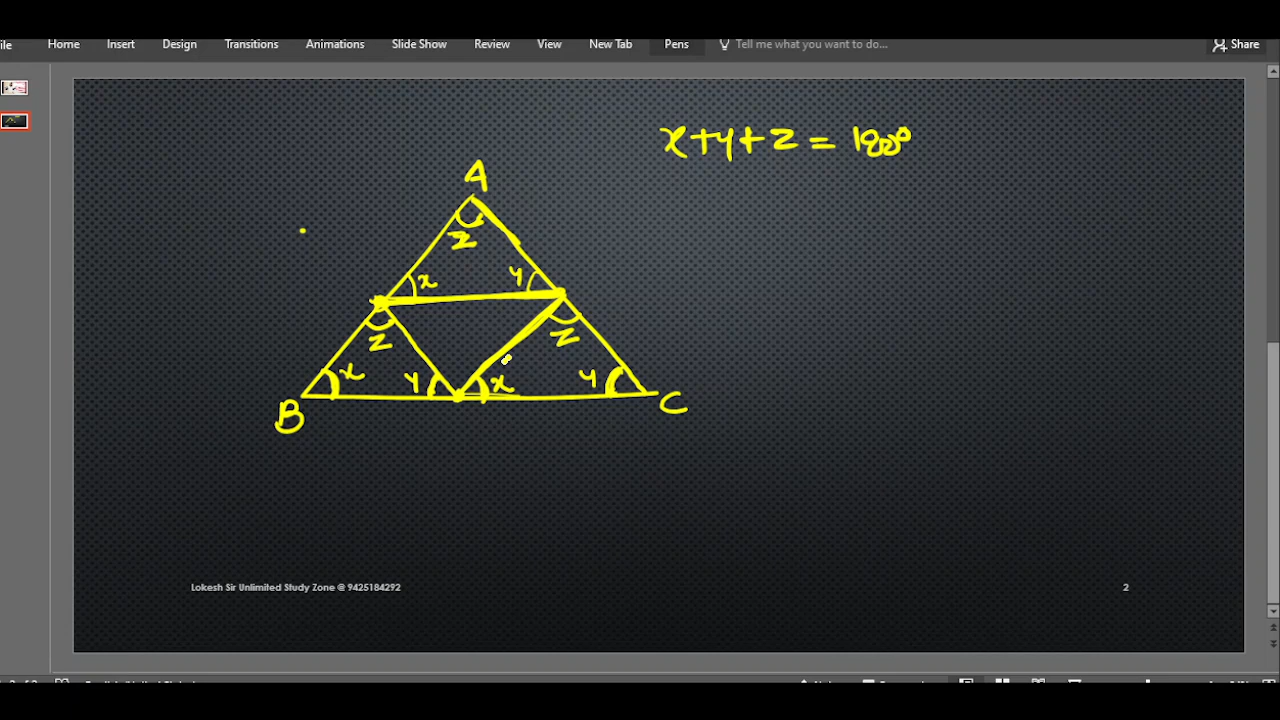 File Home Insert Design Transitions Animations Slide Show Review View New Tab Pens Tell me what you want to do... Share
x+y+z = 180°
A
z
x y
z z
x y x y
B C
Lokesh Sir Unlimited Study Zone @ 9425184292 2